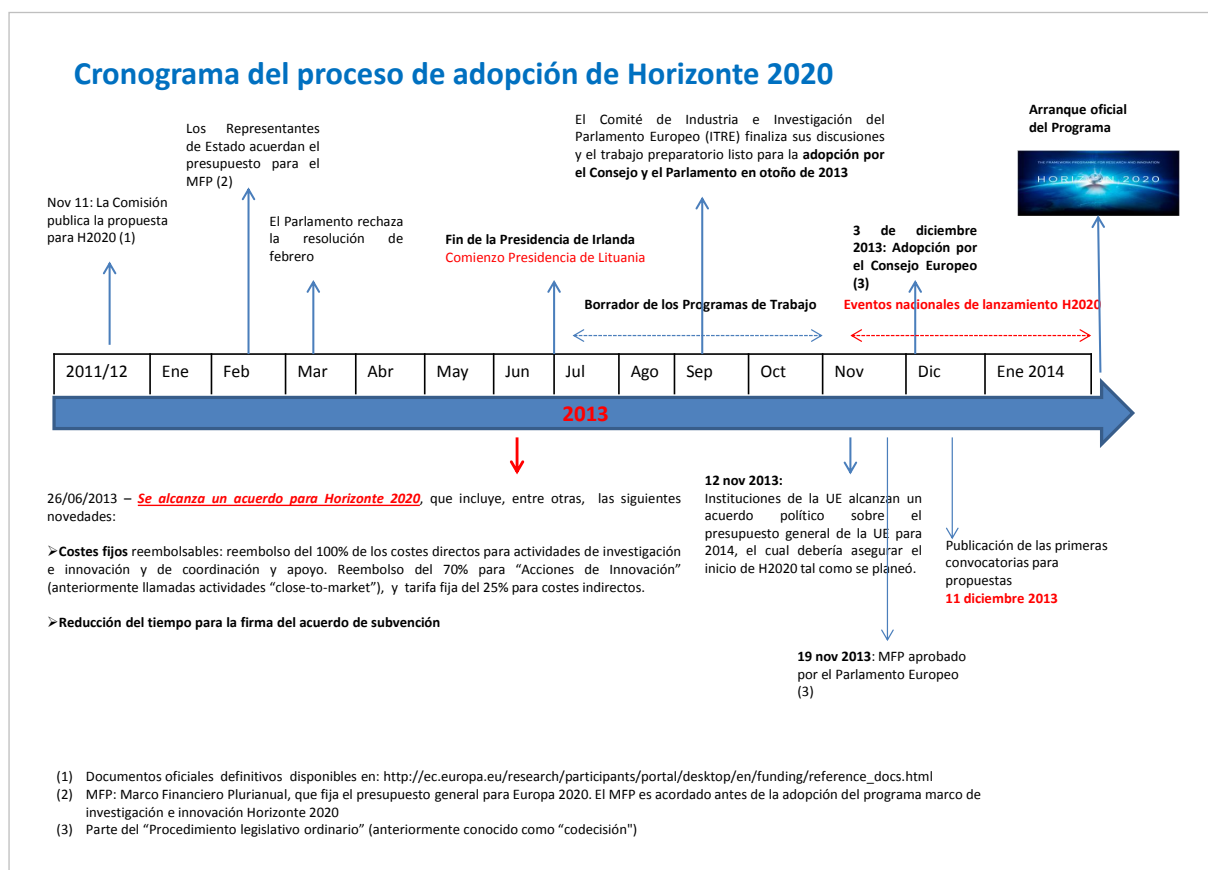 Cronograma del proceso de adopción de Horizonte 2020
Nov 11: La Comisión
publica la propuesta
para H2020 (1)
Los Representantes
de Estado acuerdan el
presupuesto para el
MFP (2)
El Parlamento rechaza
la resolución de
febrero
Fin de la Presidencia de Irlanda
Comienzo Presidencia de Lituania
El Comité de Industria e Investigación del
Parlamento Europeo (ITRE) finaliza sus discusiones
y el trabajo preparatorio listo para la adopción por
el Consejo y el Parlamento en otoño de 2013
Borrador de los Programas de Trabajo
3 de diciembre
2013: Adopción por
el Consejo Europeo
(3)
Eventos nacionales de lanzamiento H2020
Arranque oficial
del Programa
THE FRAMEWORK PROGRAMME FOR RESEARCH AND INNOVATION
HORIZON 2020
2011/12 Ene Feb Mar Abr May Jun Jul Ago Sep Oct Nov Dic Ene 2014
2013
26/06/2013 – Se alcanza un acuerdo para Horizonte 2020, que incluye, entre otras, las siguientes
novedades:
➢Costes fijos reembolsables: reembolso del 100% de los costes directos para actividades de investigación
e innovación y de coordinación y apoyo. Reembolso del 70% para “Acciones de Innovación”
(anteriormente llamadas actividades “close-to-market”), y tarifa fija del 25% para costes indirectos.
➢Reducción del tiempo para la firma del acuerdo de subvención
12 nov 2013:
Instituciones de la UE alcanzan un
acuerdo político sobre el
presupuesto general de la UE para
2014, el cual debería asegurar el
inicio de H2020 tal como se planeó.
19 nov 2013: MFP aprobado
por el Parlamento Europeo
(3)
Publicación de las primeras
convocatorias para
propuestas
11 diciembre 2013
(1) Documentos oficiales definitivos disponibles en: http://ec.europa.eu/research/participants/portal/desktop/en/funding/reference_docs.html
(2) MFP: Marco Financiero Plurianual, que fija el presupuesto general para Europa 2020. El MFP es acordado antes de la adopción del programa marco de
investigación e innovación Horizonte 2020
(3) Parte del “Procedimiento legislativo ordinario” (anteriormente conocido como “codecisión")